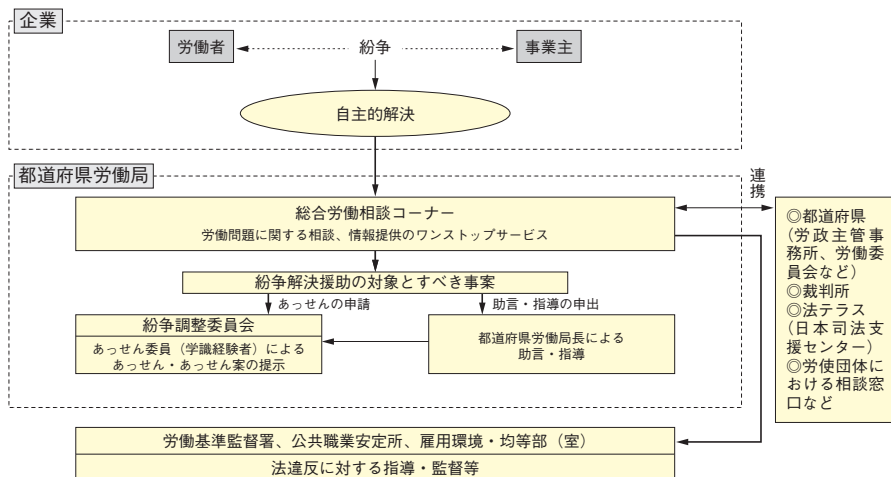 企業
労働者
紛争
事業主
自主的解決
都道府県労働局
連携
総合労働相談コーナー
労働問題に関する相談、情報提供のワンストップサービス
紛争解決援助の対象とすべき事案
あっせんの申請
助言・指導の申出
紛争調整委員会
あっせん委員（学識経験者）による
あっせん・あっせん案の提示
都道府県労働局長による
助言・指導
◎都道府県
（労政主管事
務所、労働委
員会など）
◎裁判所
◎法テラス
（日本司法支
援センター）
◎労使団体に
おける相談窓
口など
労働基準監督署、公共職業安定所、雇用環境・均等部（室）
法違反に対する指導・監督等